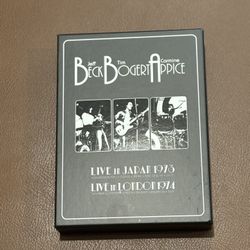 Jeff Tim Carmine
BECK BOGERT APPICE
LIVE in JAPAN 1973
LIVE in LONDON 1974